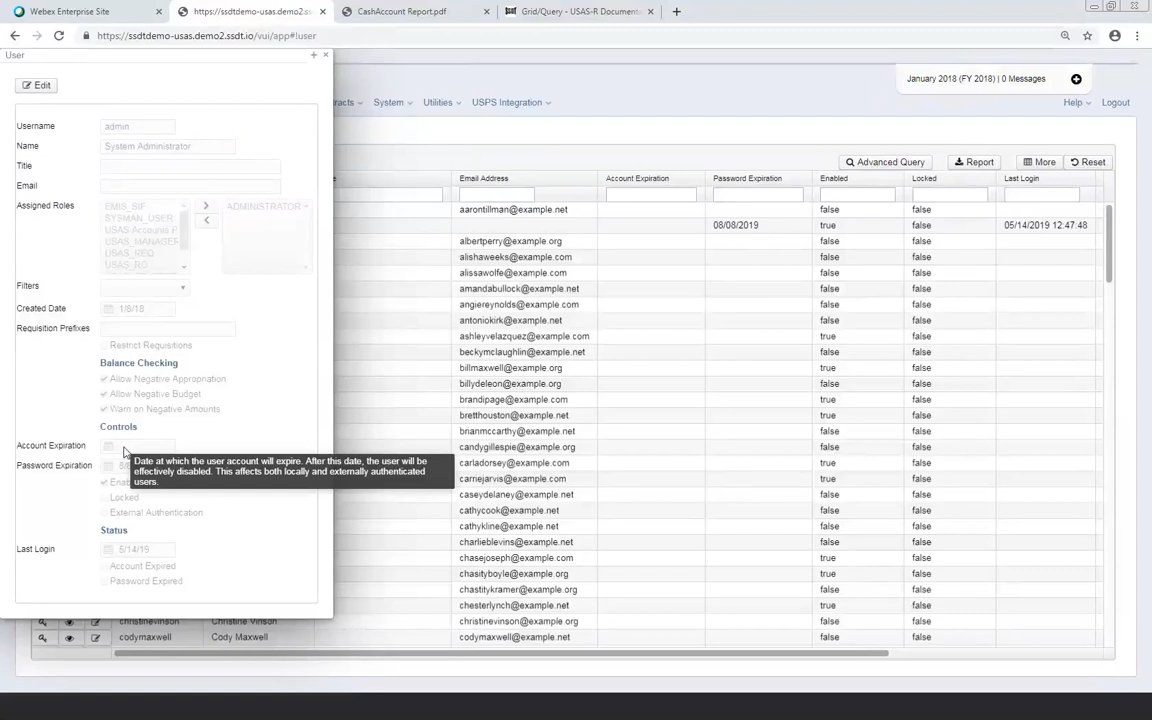 Webex Enterprise Site
https://ssdtdemo-usas.demo2.ssdt.
CashAccount Report.pdf
Grid/Query - USAS-R Documenta
https://ssdtdemo-usas.demo2.ssdt.io/vui/app#!user
User
Edit
January 2018 (FY 2018) | 0 Messages
System
Utilities
USPS Integration
Help
Logout
Username
admin
Name
System Administrator
Title
Email
Assigned Roles
EMIS_SIF
SYSMAN_USER
USAS Accounts P
USAS_MANAGEF
USAS_REQ
USAS_RO
ADMINISTRATOR
Filters
Created Date
1/8/18
Requisition Prefixes
Restrict Requisitions
Balance Checking
Allow Negative Appropriation
Allow Negative Budget
Warn on Negative Amounts
Controls
Account Expiration
Password Expiration
Date at which the user account will expire. After this date, the user will be
effectively disabled. This affects both locally and externally authenticated
users.
Locked
External Authentication
Status
Last Login
5/14/19
Account Expired
Password Expired
Advanced Query
Report
More
Reset
Email Address
Account Expiration
Password Expiration
Enabled
Locked
Last Login
aarontillman@example.net false false
08/08/2019 true false 05/14/2019 12:47:48
albertperry@example.org false false
alishaweeks@example.com false false
alissawolfe@example.com false false
amandabullock@example.net false false
angiereynolds@example.com false false
antoniokirk@example.net false false
ashleyvelazquez@example.com true false
beckymclaughlin@example.net false false
billmaxwell@example.com true false
billydeleon@example.org false false
brandipage@example.com true false
bretthouston@example.net true false
brianmccarthy@example.net false false
candygillespie@example.org false false
carladorsey@example.com true false
carriejarvis@example.com true false
caseydelaney@example.net false false
cathycook@example.net false false
cathykline@example.net false false
charlieblevins@example.com false false
chasejoseph@example.com true false
chasityboyle@example.org true false
chastitykramer@example.org false false
chesterlynch@example.net true false
christinevinson Christine Vinson christinevinson@example.org false false
codymaxwell Cody Maxwell codymaxwell@example.net false false